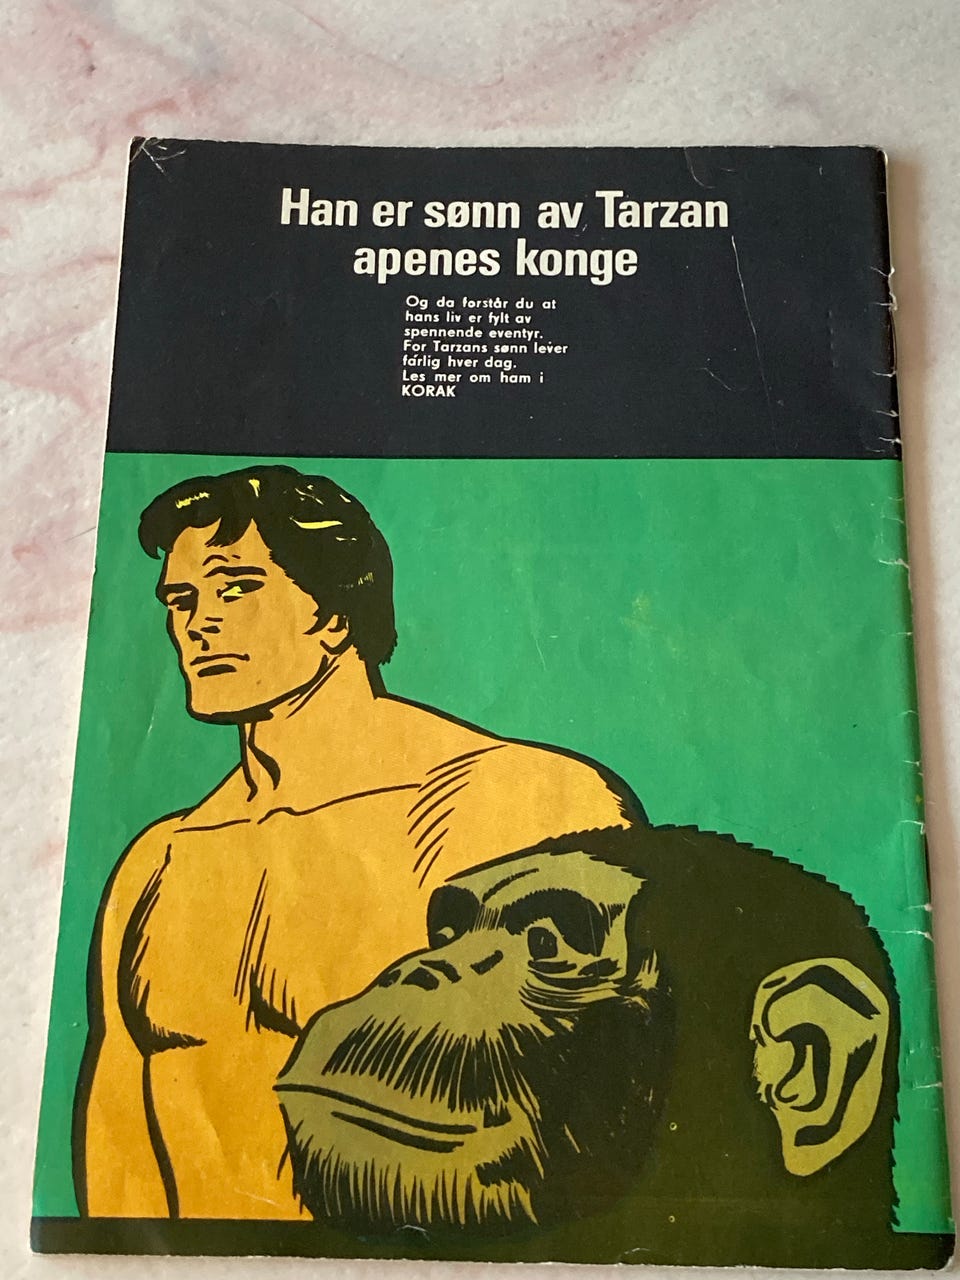 Han er sønn av Tarzan
apenes konge
Og da forstår du at
hans liv er fylt av
spennende eventyr.
For Tarzans sønn lever
farlig hver dag.
Les mer om ham i
KORAK